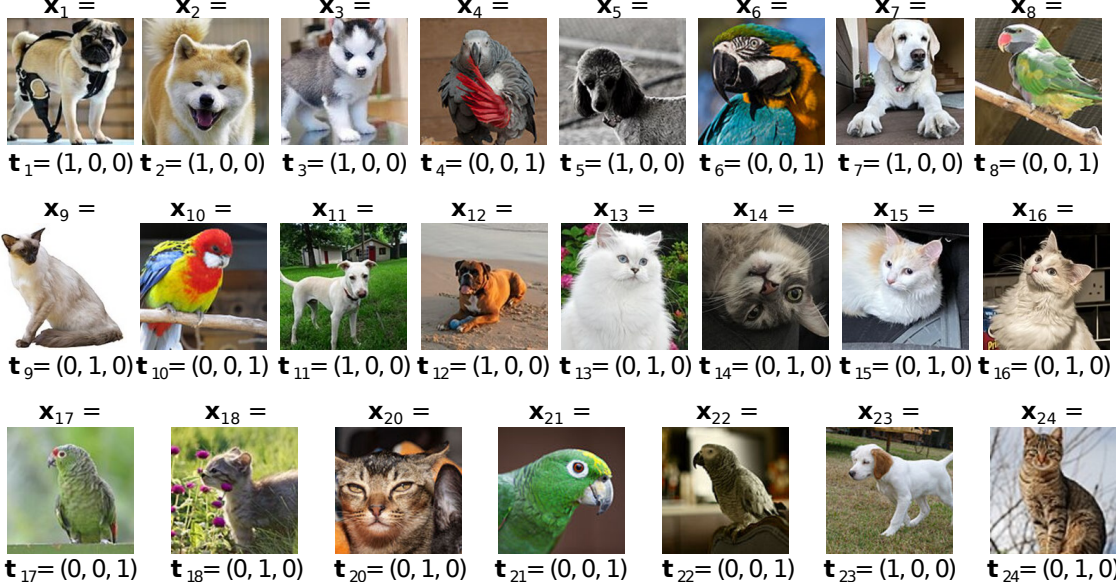 x1 = x2 = x3 = x4 = x5 = x6 = x7 = x8 =
t1= (1, 0, 0) t2= (1, 0, 0) t3= (1, 0, 0) t4= (0, 0, 1) t5= (1, 0, 0) t6= (0, 0, 1) t7= (1, 0, 0) t8= (0, 0, 1)
x9 = x10 = x11 = x12 = x13 = x14 = x15 = x16 =
t9= (0, 1, 0) t10= (0, 0, 1) t11= (1, 0, 0) t12= (1, 0, 0) t13= (0, 1, 0) t14= (0, 1, 0) t15= (0, 1, 0) t16= (0, 1, 0)
x17 = x18 = x20 = x21 = x22 = x23 = x24 =
t17= (0, 0, 1) t18= (0, 1, 0) t20= (0, 1, 0) t21= (0, 0, 1) t22= (0, 0, 1) t23= (1, 0, 0) t24= (0, 1, 0)